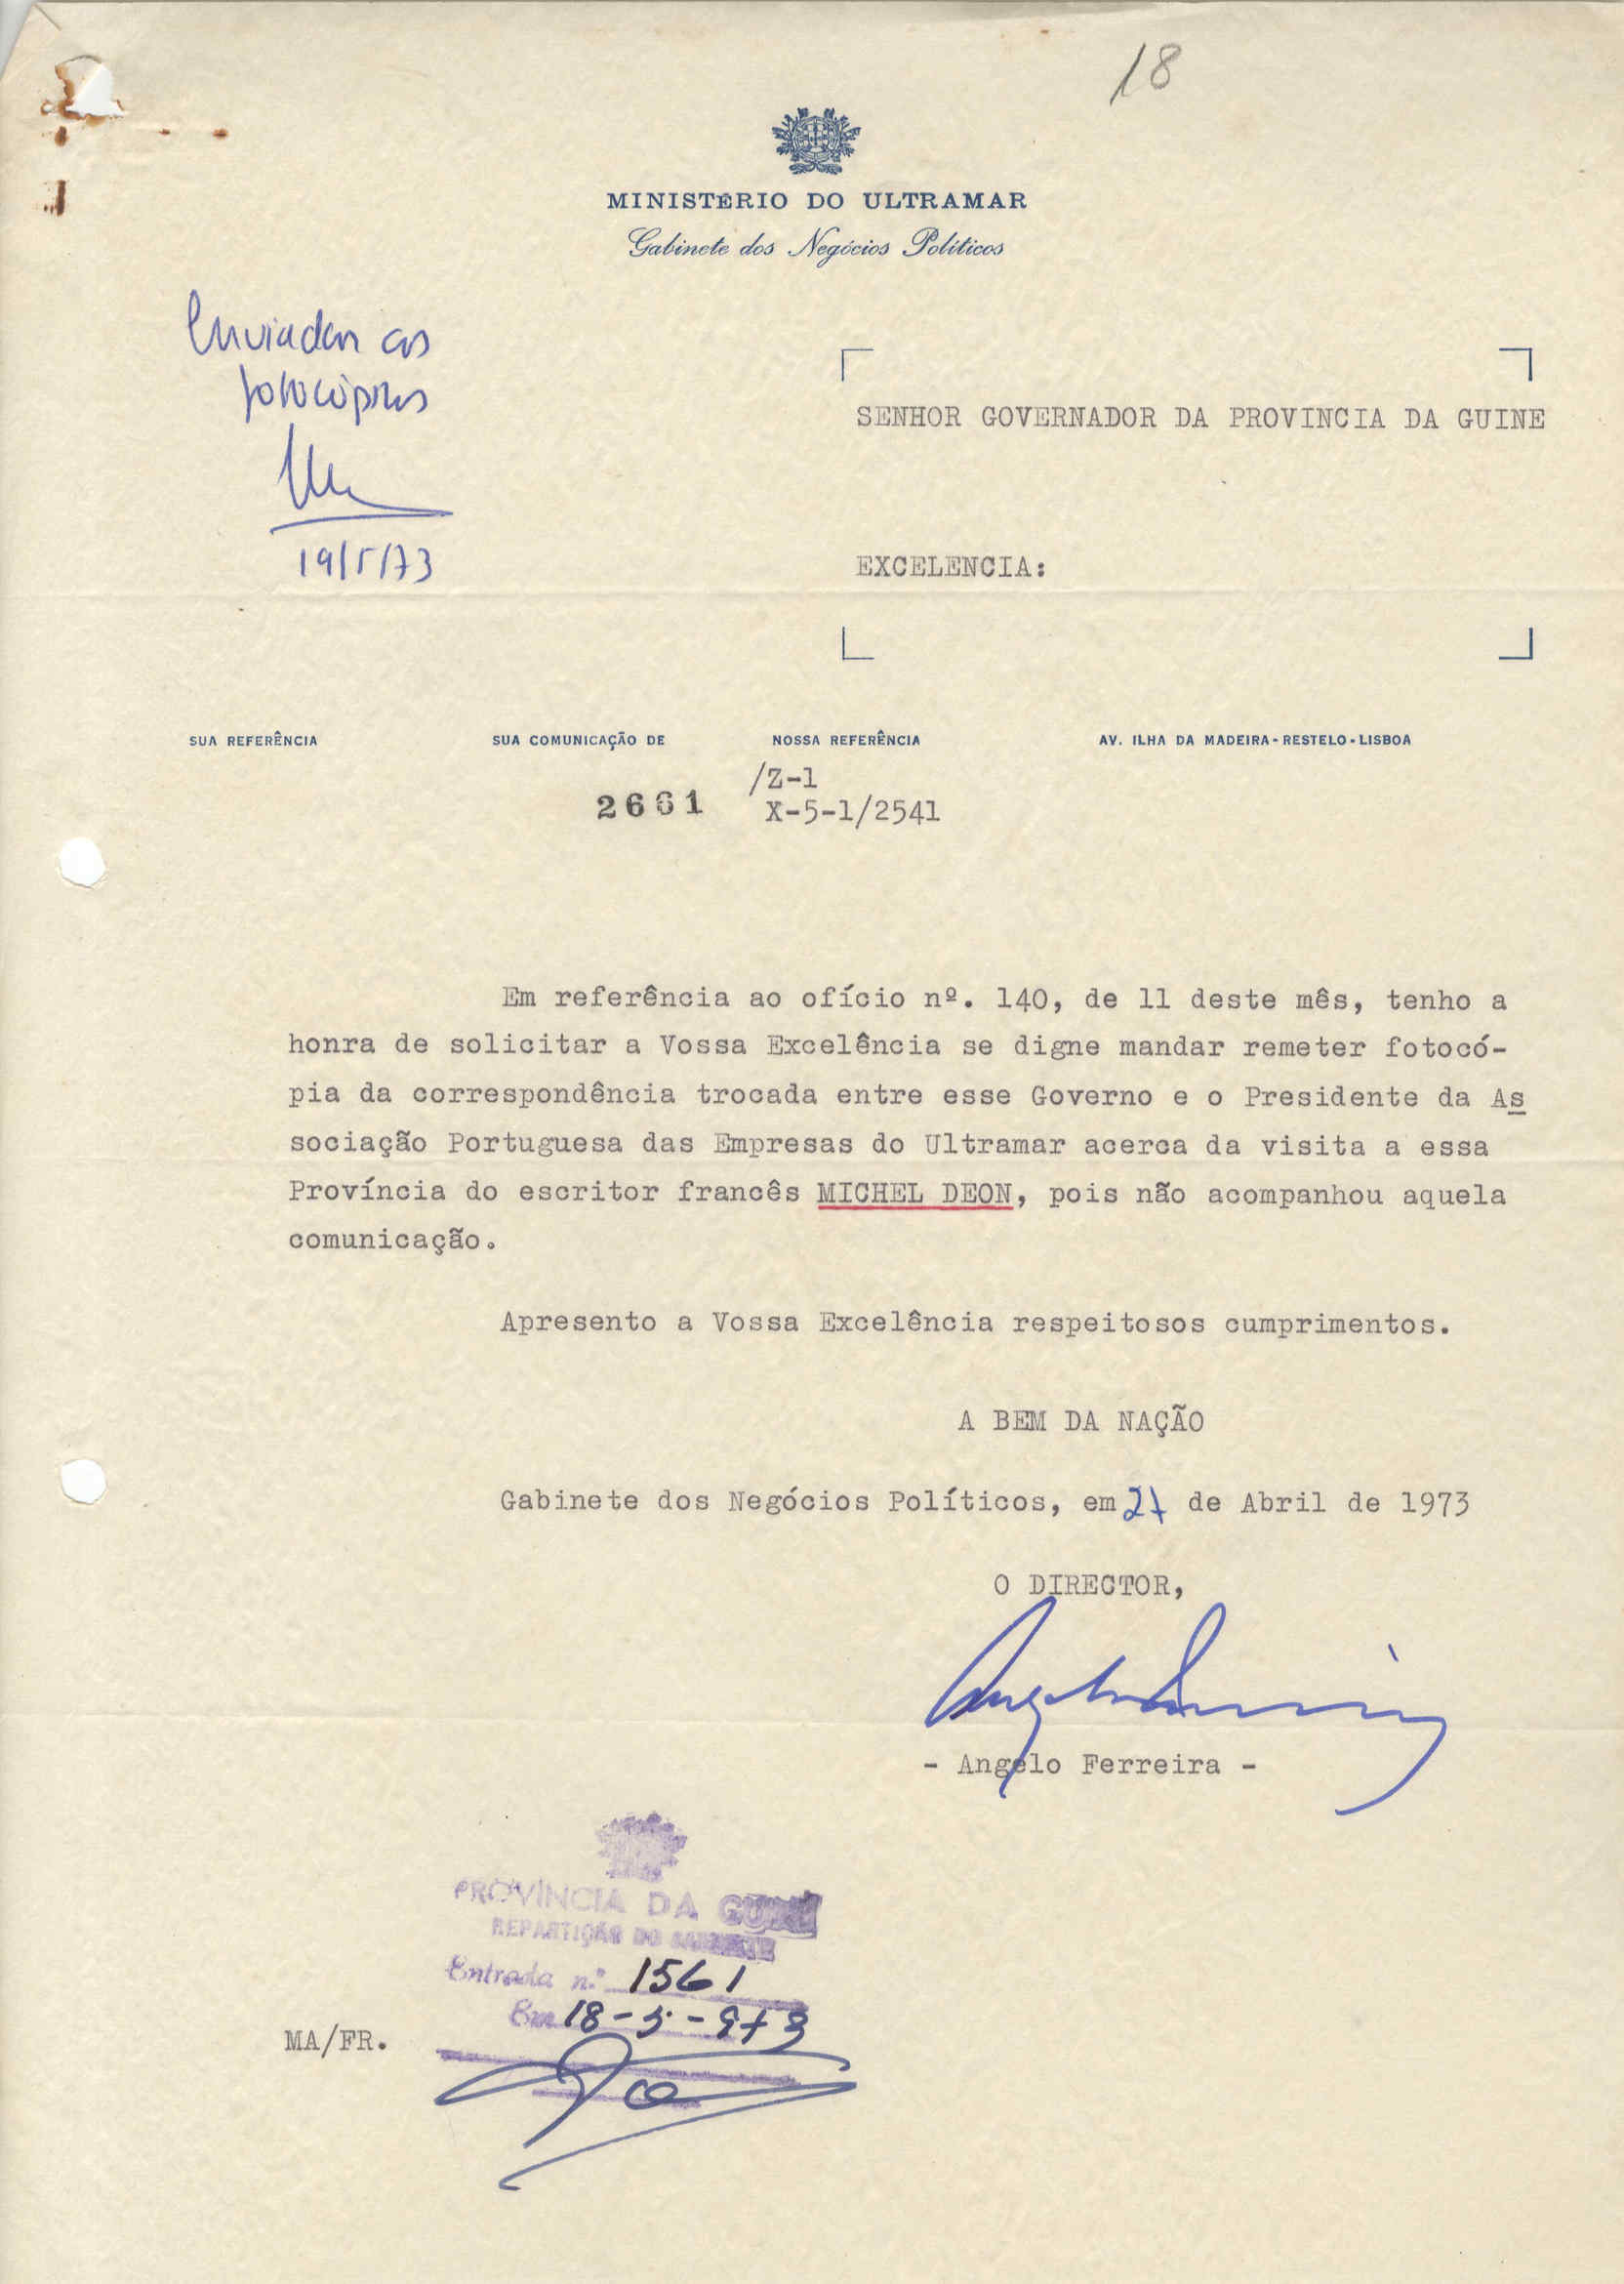 18
MINISTÉRIO DO ULTRAMAR
Gabinete dos Negócios Políticos
Enviadas as
fotocópias
19/5/73
SENHOR GOVERNADOR DA PROVINCIA DA GUINE
EXCELENCIA:
SUA REFERÊNCIA SUA COMUNICAÇÃO DE NOSSA REFERÊNCIA AV. ILHA DA MADEIRA-RESTELO-LISBOA
/Z-1
2661 X-5-1/2541
Em referência ao ofício nº. 140, de 11 deste mês, tenho a
honra de solicitar a Vossa Excelência se digne mandar remeter fotocó-
pia da correspondência trocada entre esse Governo e o Presidente da As
sociação Portuguesa das Empresas do Ultramar acerca da visita a essa
Província do escritor francês MICHEL DEON, pois não acompanhou aquela
comunicação.
Apresento a Vossa Excelência respeitosos cumprimentos.
A BEM DA NAÇÃO
Gabinete dos Negócios Políticos, em 27 de Abril de 1973
O DIRECTOR,
- Angelo Ferreira -
PROVÍNCIA DA GUINÉ
REPARTIÇÃO DO GABINETE
Entrada n.º 1561
Em 18-5-973
MA/FR.